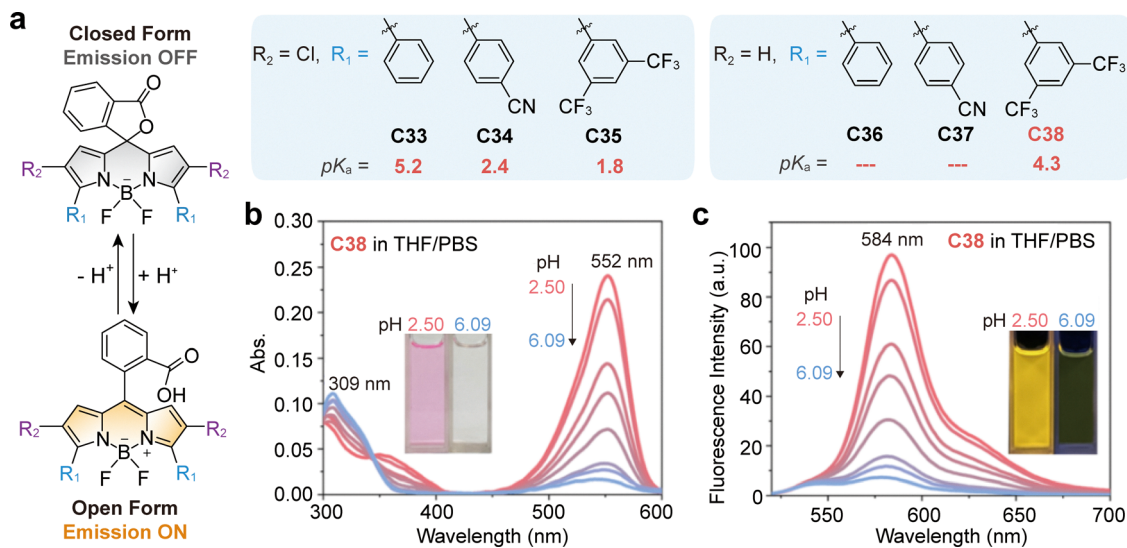 a
Closed Form
Emission OFF
O
O
R₂
R₂
N
N
B
−
F
F
R₁
R₁
- H⁺
+ H⁺
O
OH
R₂
R₂
N
N
B
−
+
F
F
R₁
R₁
Open Form
Emission ON
R₂ = Cl, R₁ =
CN
CF₃
CF₃
C33 C34 C35
pKₐ = 5.2 2.4 1.8
R₂ = H, R₁ =
CN
CF₃
CF₃
C36 C37 C38
pKₐ = --- --- 4.3
b
C38 in THF/PBS
552 nm
pH
2.50
6.09
pH 2.50 6.09
309 nm
Abs.
0.30
0.25
0.20
0.15
0.10
0.05
0.00
300 400 500 600
Wavelength (nm)
c
584 nm
C38 in THF/PBS
pH
2.50
6.09
pH 2.50 6.09
Fluorescence Intensity (a.u.)
100
80
60
40
20
0
550 600 650 700
Wavelength (nm)